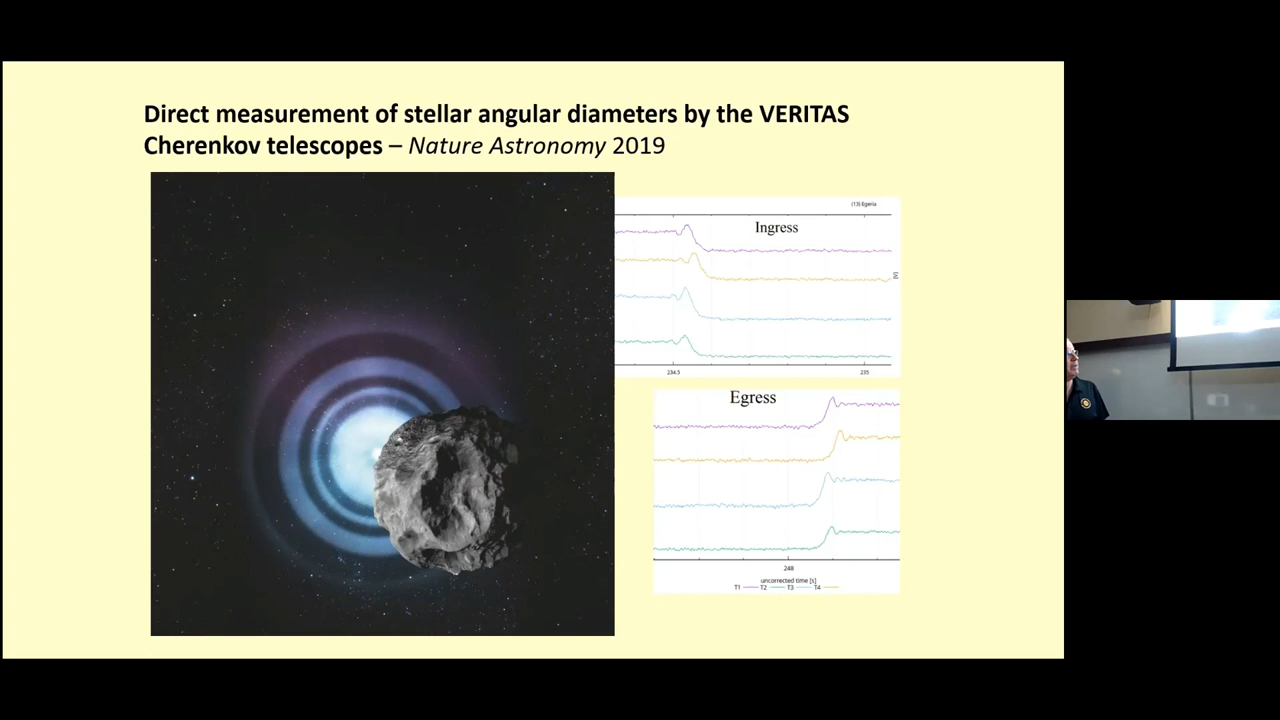 Direct measurement of stellar angular diameters by the VERITAS
Cherenkov telescopes – Nature Astronomy 2019
(13) Egeria
Ingress
234.5 235
Egress
248
uncorrected time [s]
T1 T2 T3 T4